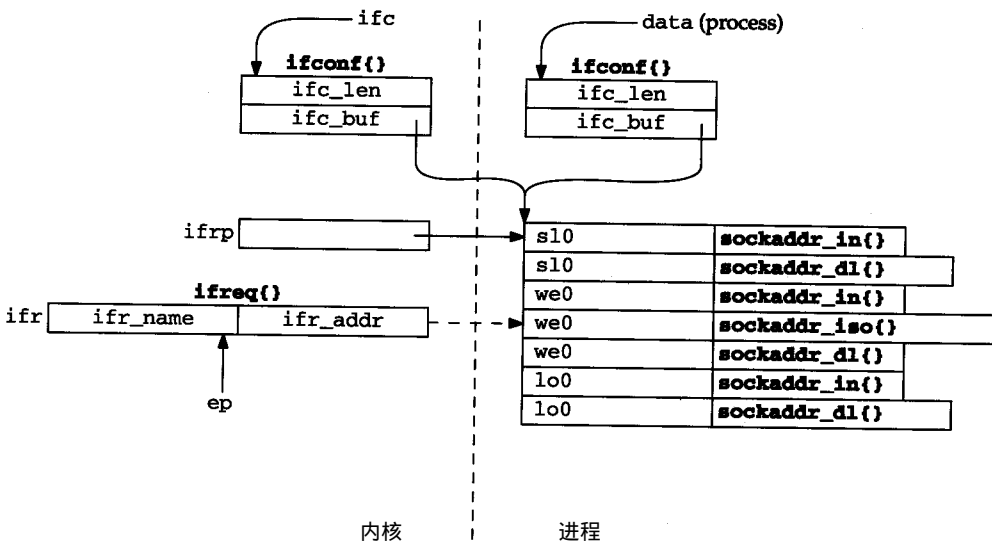 ifc
data (process)
ifconf{}
ifconf{}
ifc_len
ifc_len
ifc_buf
ifc_buf
ifrp
sl0 sockaddr_in{}
sl0 sockaddr_dl{}
ifreq{}
we0 sockaddr_in{}
ifr ifr_name ifr_addr
we0 sockaddr_iso{}
we0 sockaddr_dl{}
lo0 sockaddr_in{}
ep
lo0 sockaddr_dl{}
内核
进程